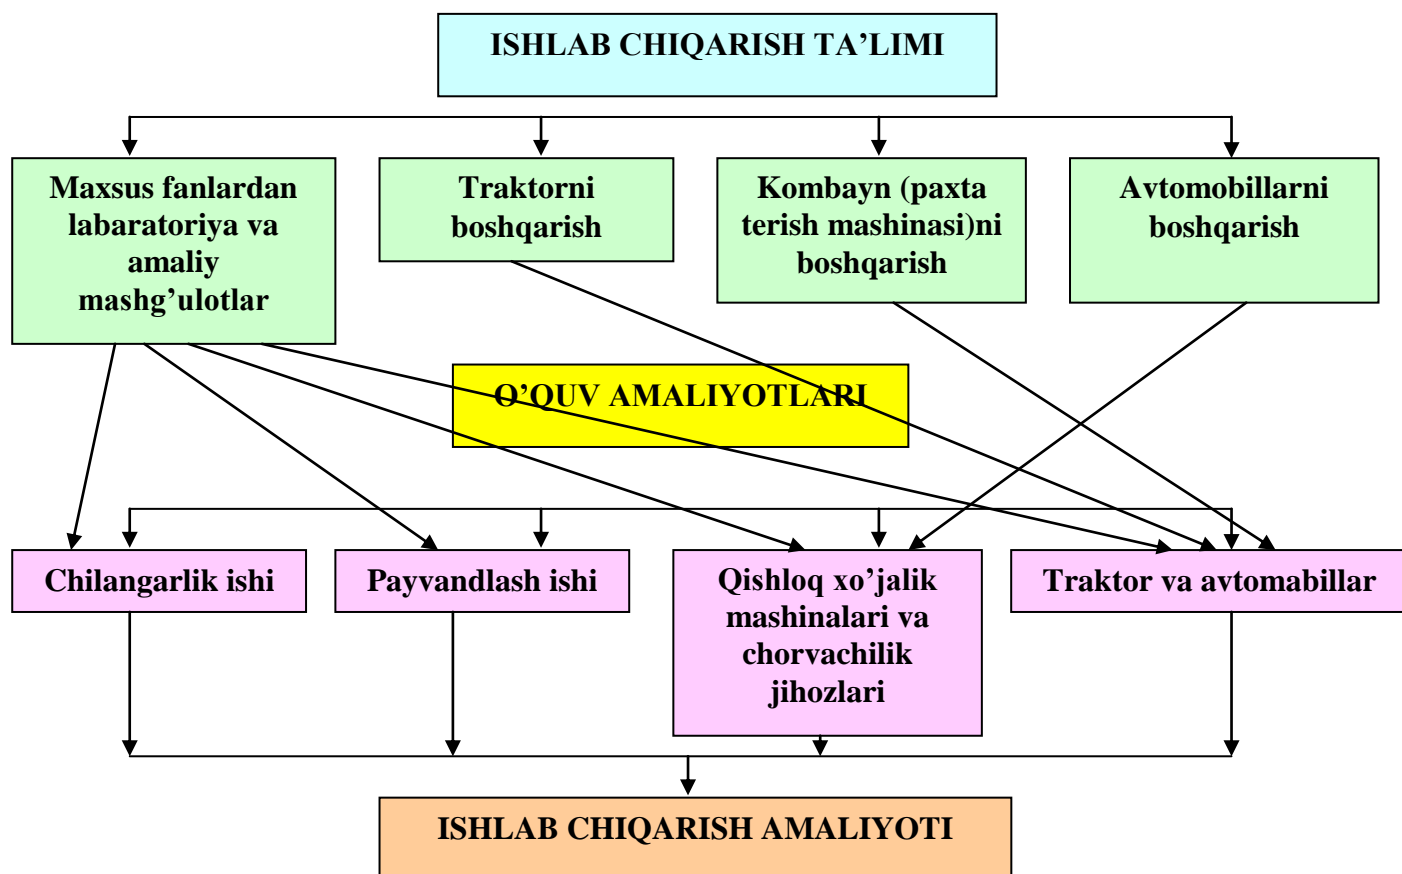 ISHLAB CHIQARISH TA’LIMI
Maxsus fanlardan
labaratoriya va
amaliy
mashg’ulotlar
Traktorni
boshqarish
Kombayn (paxta
terish mashinasi)ni
boshqarish
Avtomobillarni
boshqarish
O’QUV AMALIYOTLARI
Chilangarlik ishi
Payvandlash ishi
Qishloq xo’jalik
mashinalari va
chorvachilik
jihozlari
Traktor va avtomabillar
ISHLAB CHIQARISH AMALIYOTI